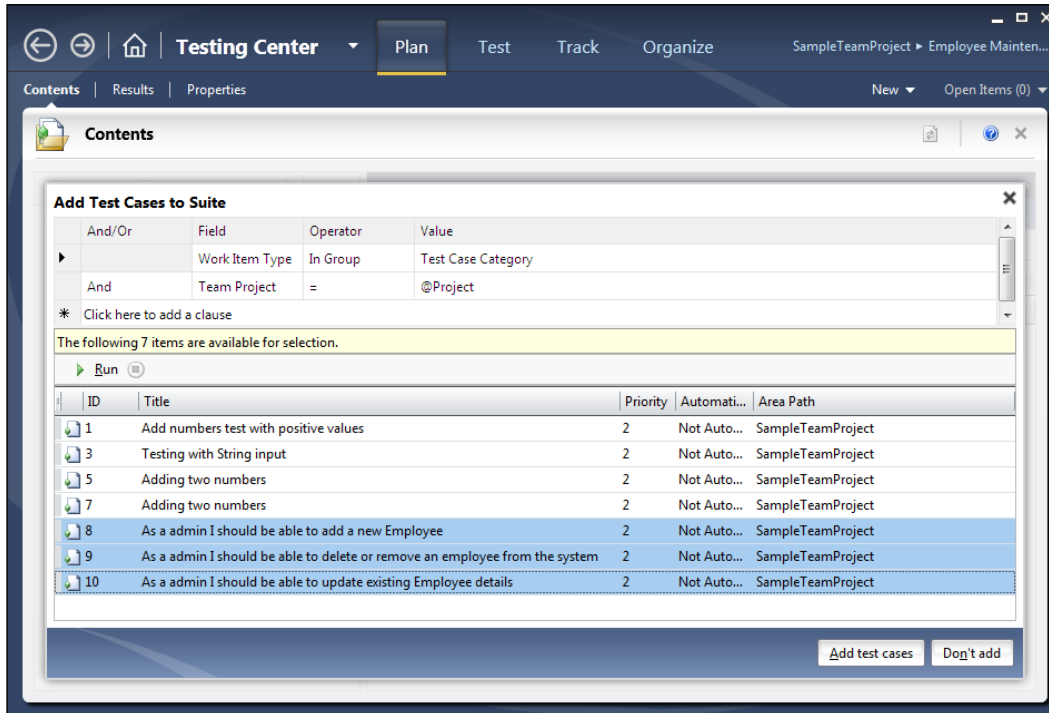 Testing Center Plan Test Track Organize SampleTeamProject ▸ Employee Mainten...
Contents | Results | Properties New Open Items (0)
Contents
Add Test Cases to Suite
And/Or Field Operator Value
Work Item Type In Group Test Case Category
And Team Project = @Project
* Click here to add a clause
The following 7 items are available for selection.
Run
ID Title Priority Automati... Area Path
1 Add numbers test with positive values 2 Not Auto... SampleTeamProject
3 Testing with String input 2 Not Auto... SampleTeamProject
5 Adding two numbers 2 Not Auto... SampleTeamProject
7 Adding two numbers 2 Not Auto... SampleTeamProject
8 As a admin I should be able to add a new Employee 2 Not Auto... SampleTeamProject
9 As a admin I should be able to delete or remove an employee from the system 2 Not Auto... SampleTeamProject
10 As a admin I should be able to update existing Employee details 2 Not Auto... SampleTeamProject
Add test cases Don't add